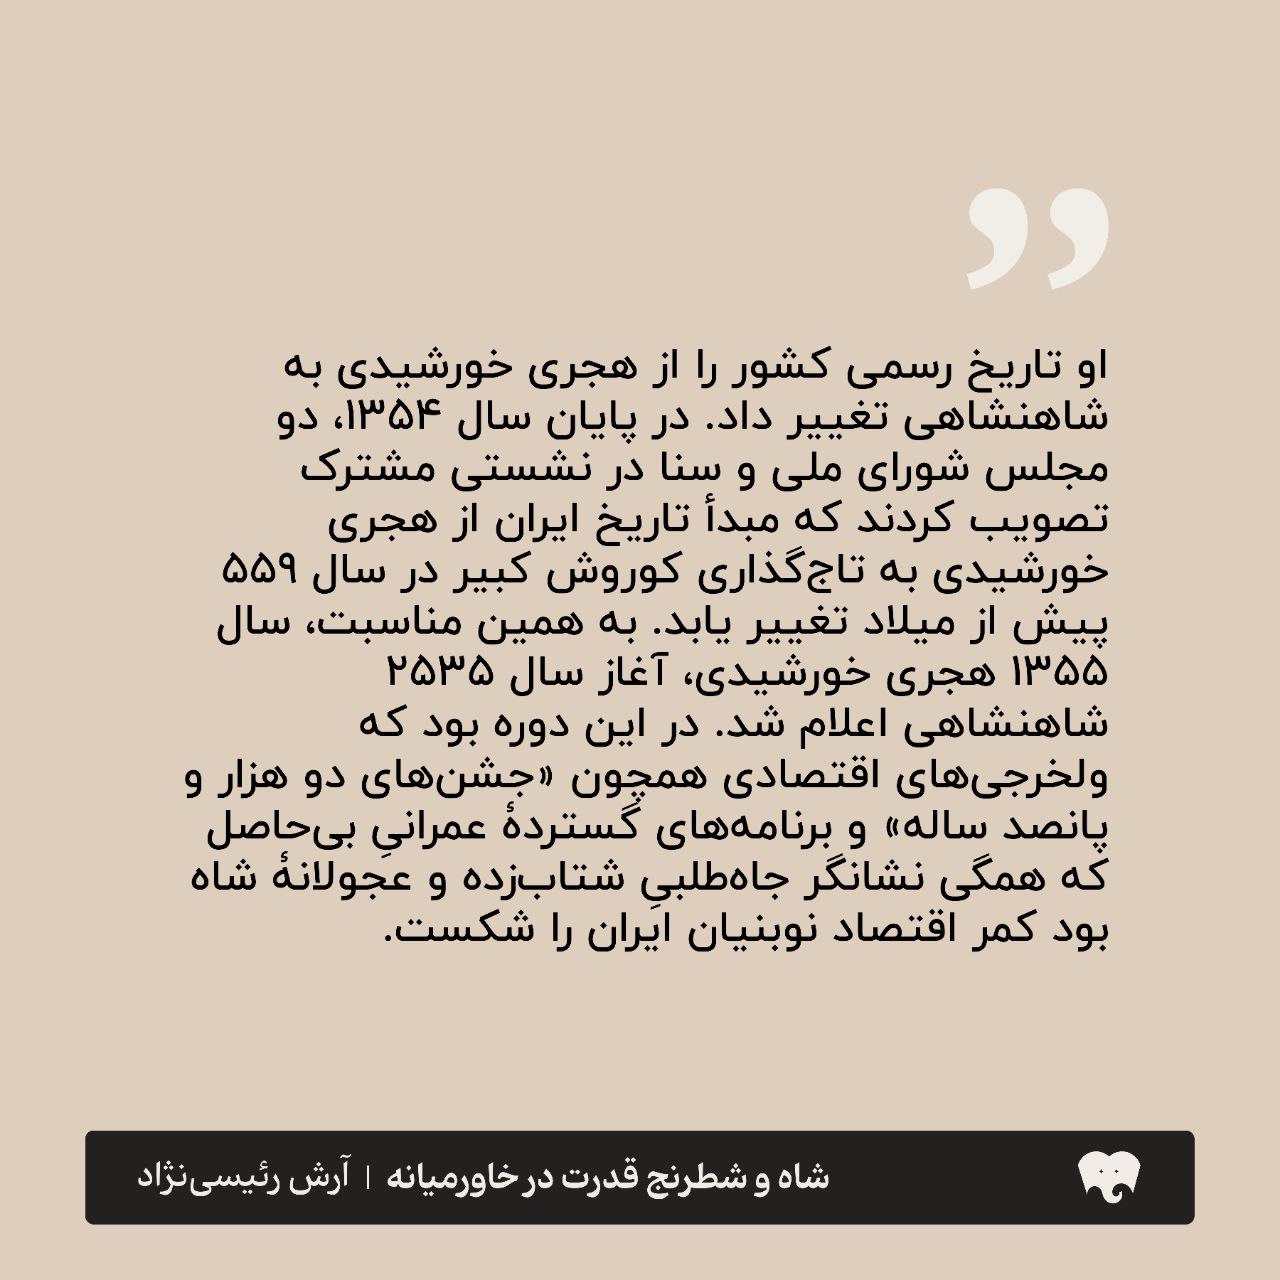 او تاریخ رسمی کشور را از هجری خورشیدی به
شاهنشاهی تغییر داد. در پایان سال ۱۳۵۴، دو
مجلس شورای ملی و سنا در نشستی مشترک
تصویب کردند که مبدأ تاریخ ایران از هجری
خورشیدی به تاج‌گذاری کوروش کبیر در سال ۵۵۹
پیش از میلاد تغییر یابد. به همین مناسبت، سال
۱۳۵۵ هجری خورشیدی، آغاز سال ۲۵۳۵
شاهنشاهی اعلام شد. در این دوره بود که
ولخرجی‌های اقتصادی همچون «جشن‌های دو هزار و
پانصد ساله» و برنامه‌های گستردهٔ عمرانیِ بی‌حاصل
که همگی نشانگر جاه‌طلبیِ شتاب‌زده و عجولانهٔ شاه
بود کمر اقتصاد نوبنیان ایران را شکست.
شاه و شطرنج قدرت در خاورمیانه | آرش رئیسی‌نژاد